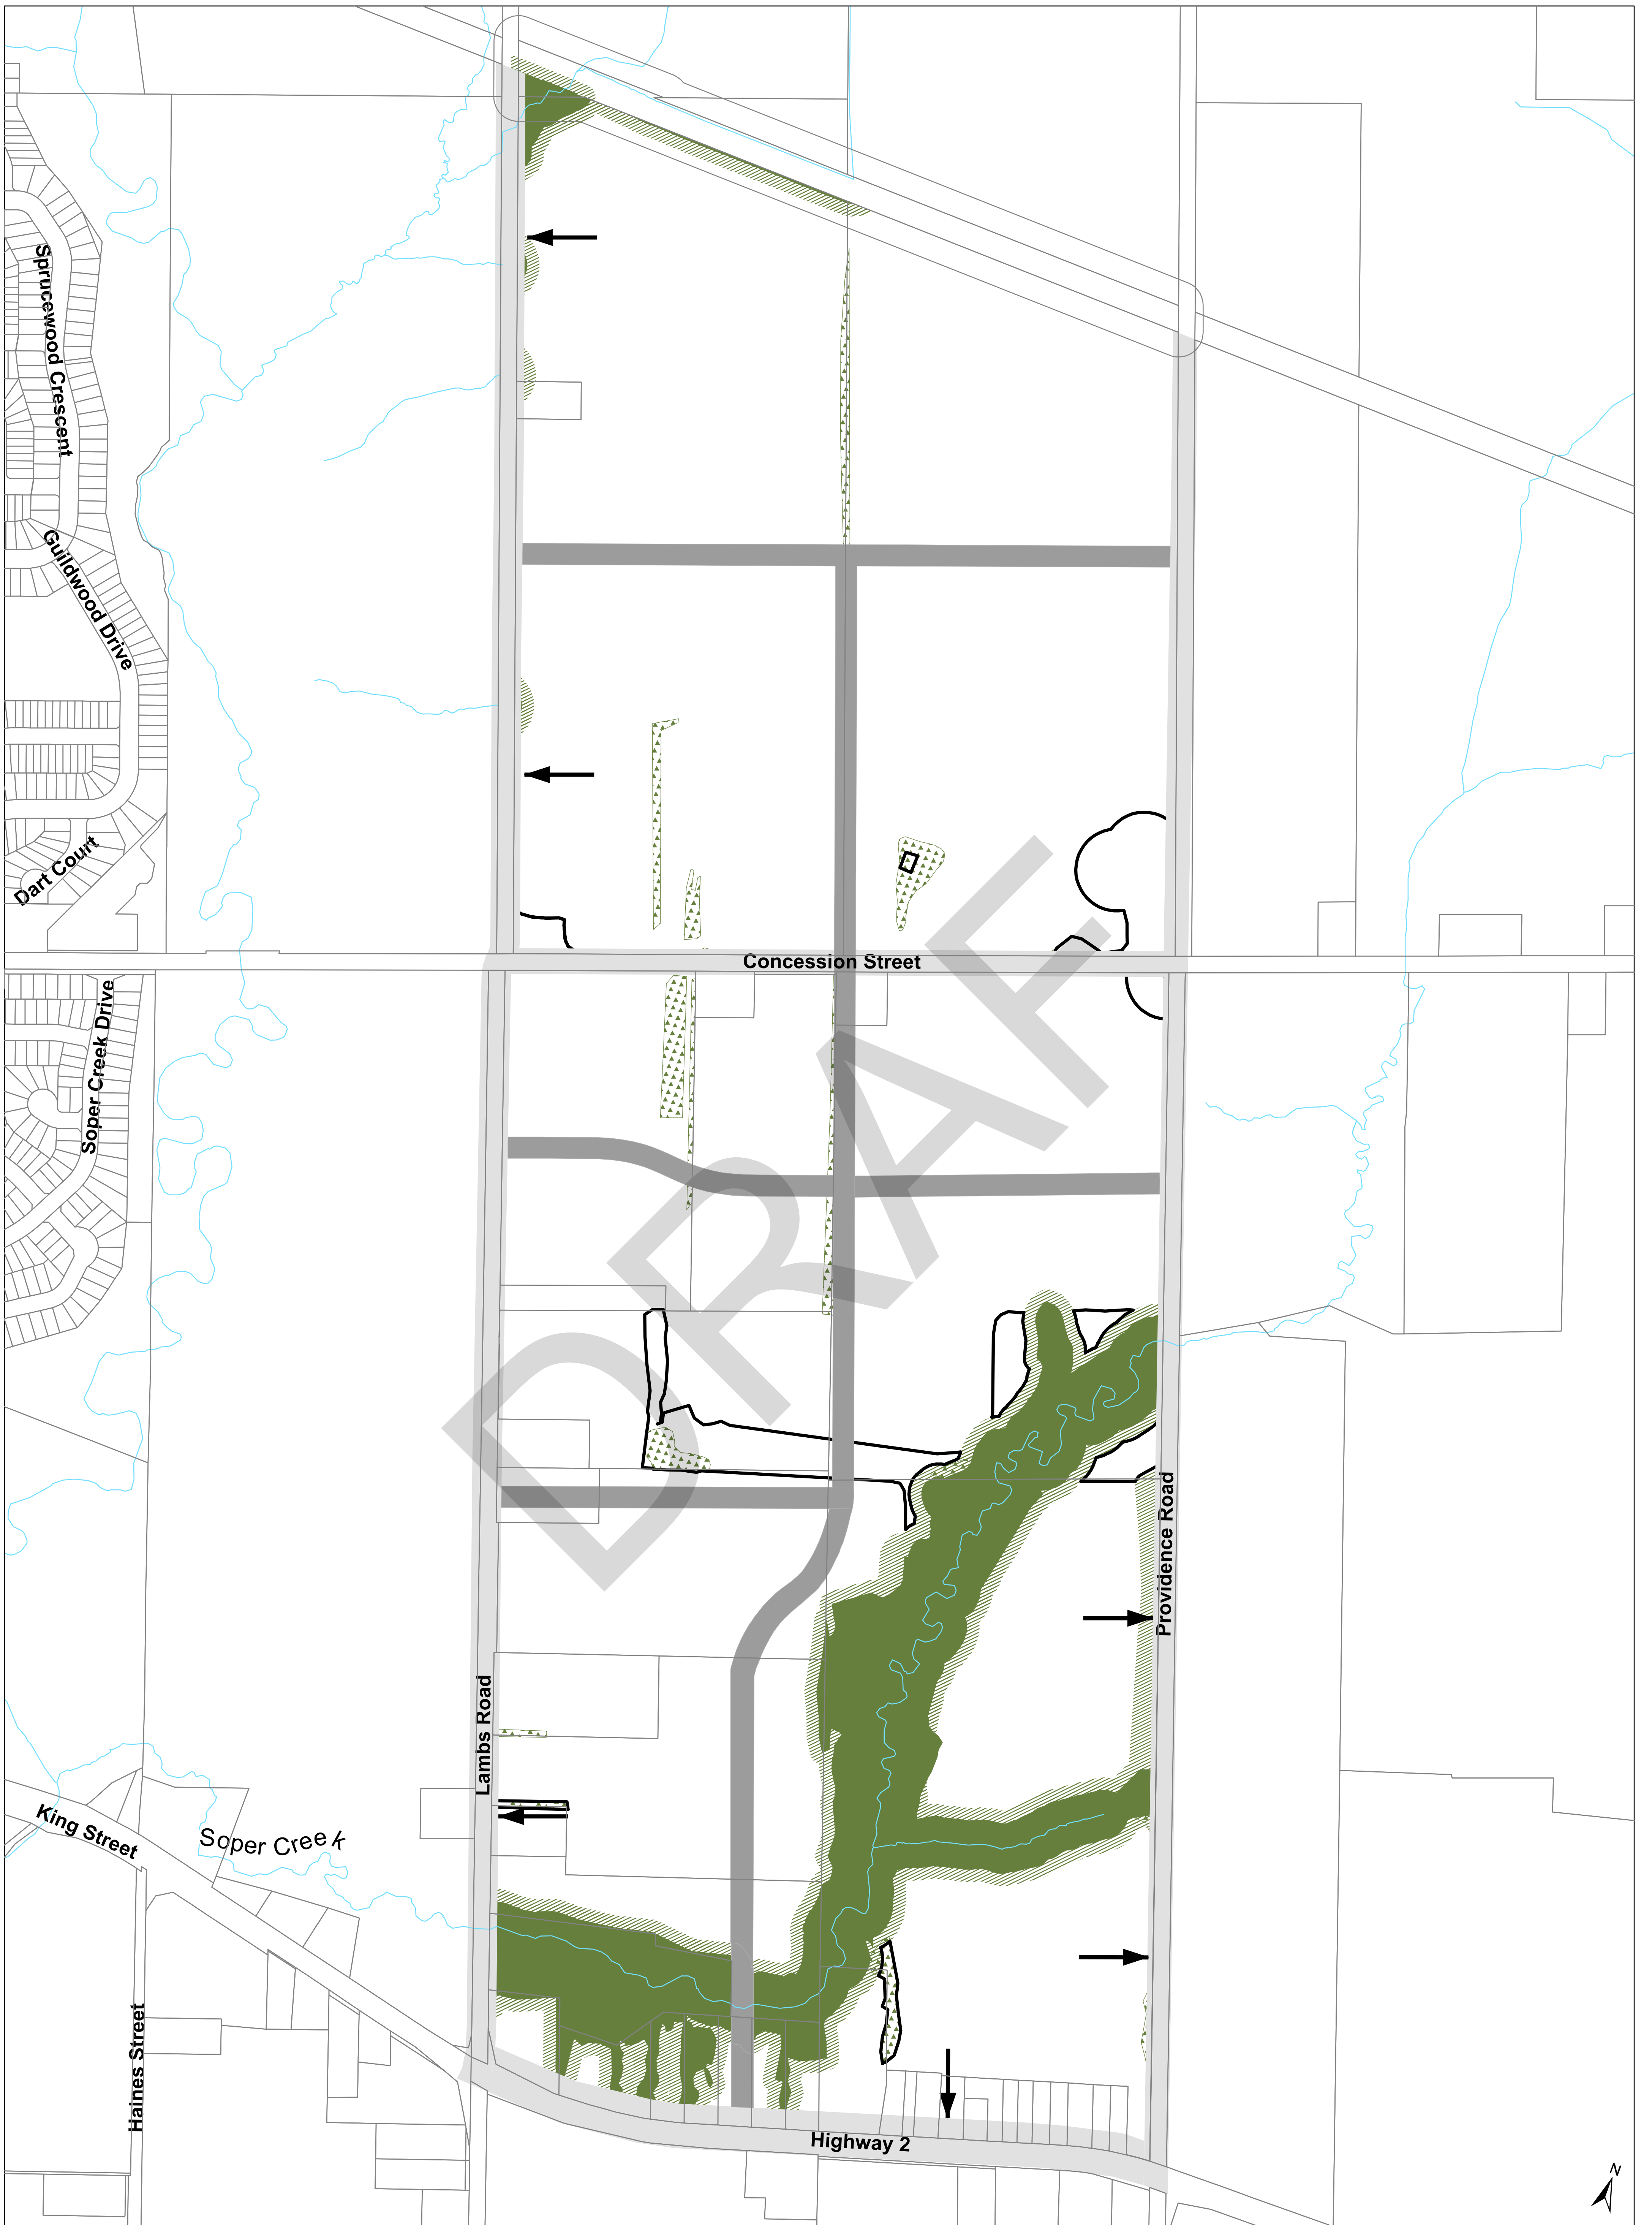 Sprucewood Crescent
Guildwood Drive
Dart Court
Concession Street
Soper Creek Drive
DRAF
Providence Road
Lambs Road
King Street
Soper Creek
Haines Street
Highway 2
N